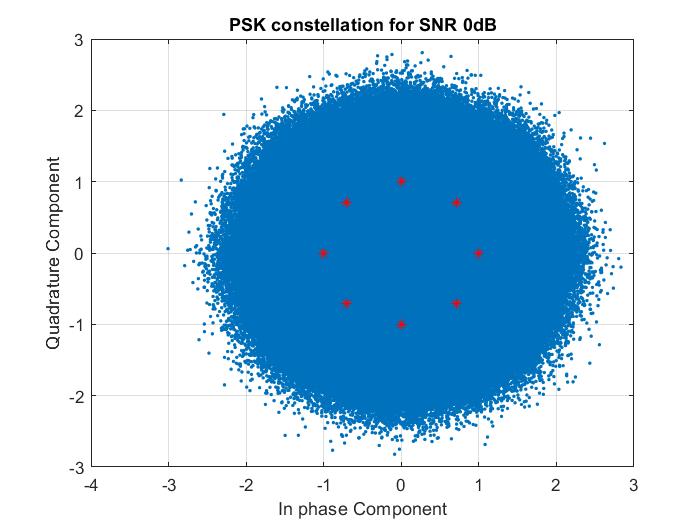 PSK constellation for SNR 0dB
3
2
1
0
-1
-2
-3
Quadrature Component
-4 -3 -2 -1 0 1 2 3
In phase Component